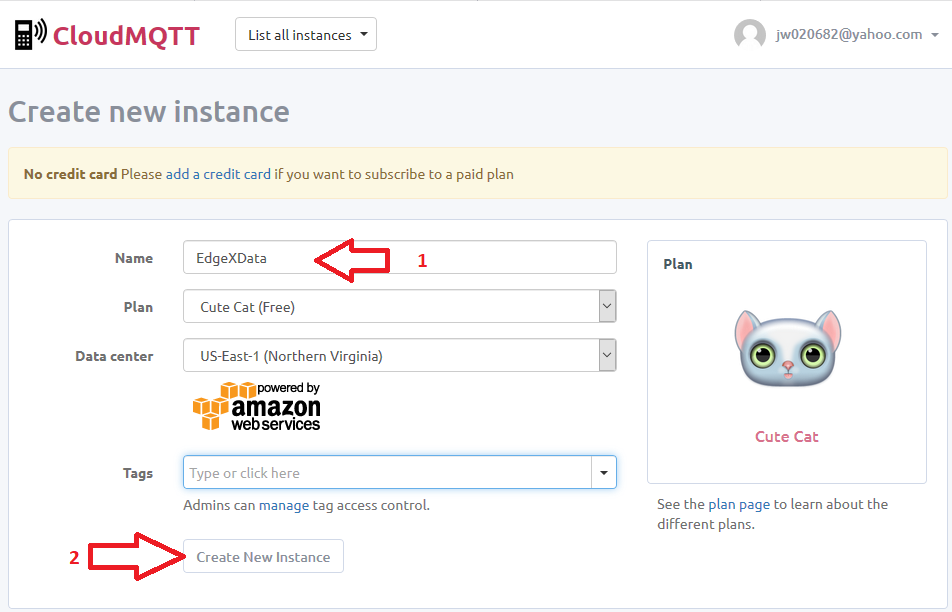 CloudMQTT
List all instances
jw020682@yahoo.com
Create new instance
No credit card Please add a credit card if you want to subscribe to a paid plan
Name
EdgeXData
1
Plan
Cute Cat (Free)
Data center
US-East-1 (Northern Virginia)
powered by
amazon
web services
Tags
Type or click here
Admins can manage tag access control.
2
Create New Instance
Plan
Cute Cat
See the plan page to learn about the
different plans.